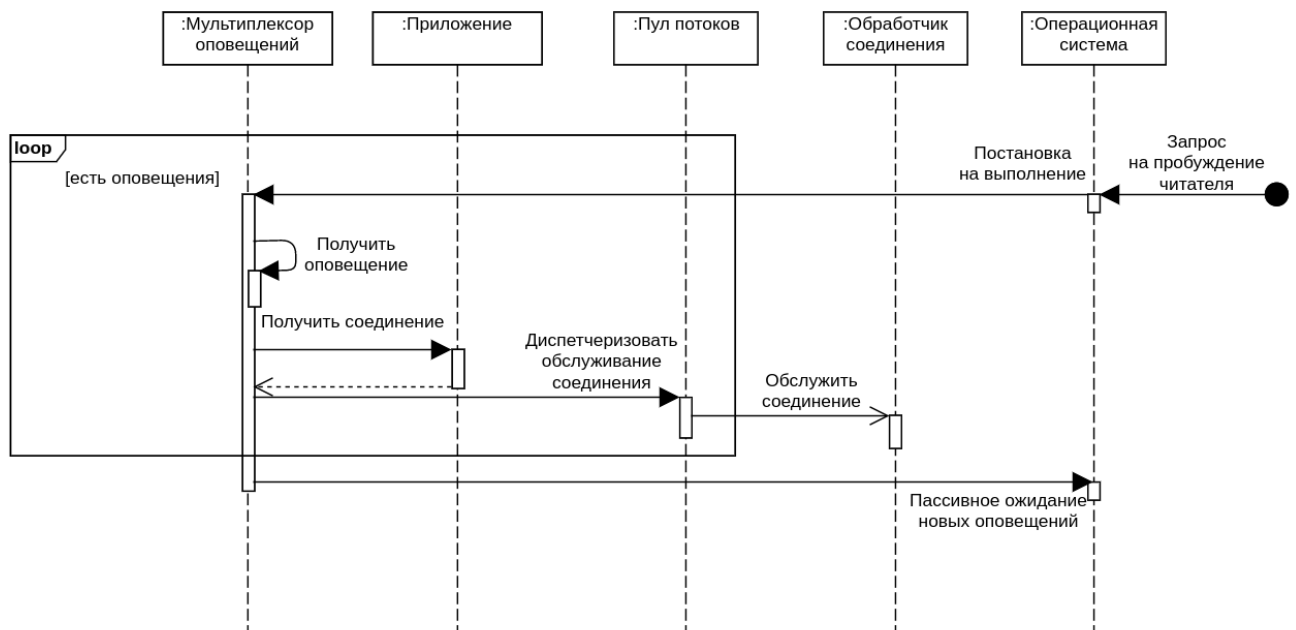 :Мультиплексор
оповещений
:Приложение
:Пул потоков
:Обработчик
соединения
:Операционная
система
loop
[есть оповещения]
Постановка
на выполнение
Запрос
на пробуждение
читателя
Получить
оповещение
Получить соединение
Диспетчеризовать
обслуживание
соединения
Обслужить
соединение
Пассивное ожидание
новых оповещений